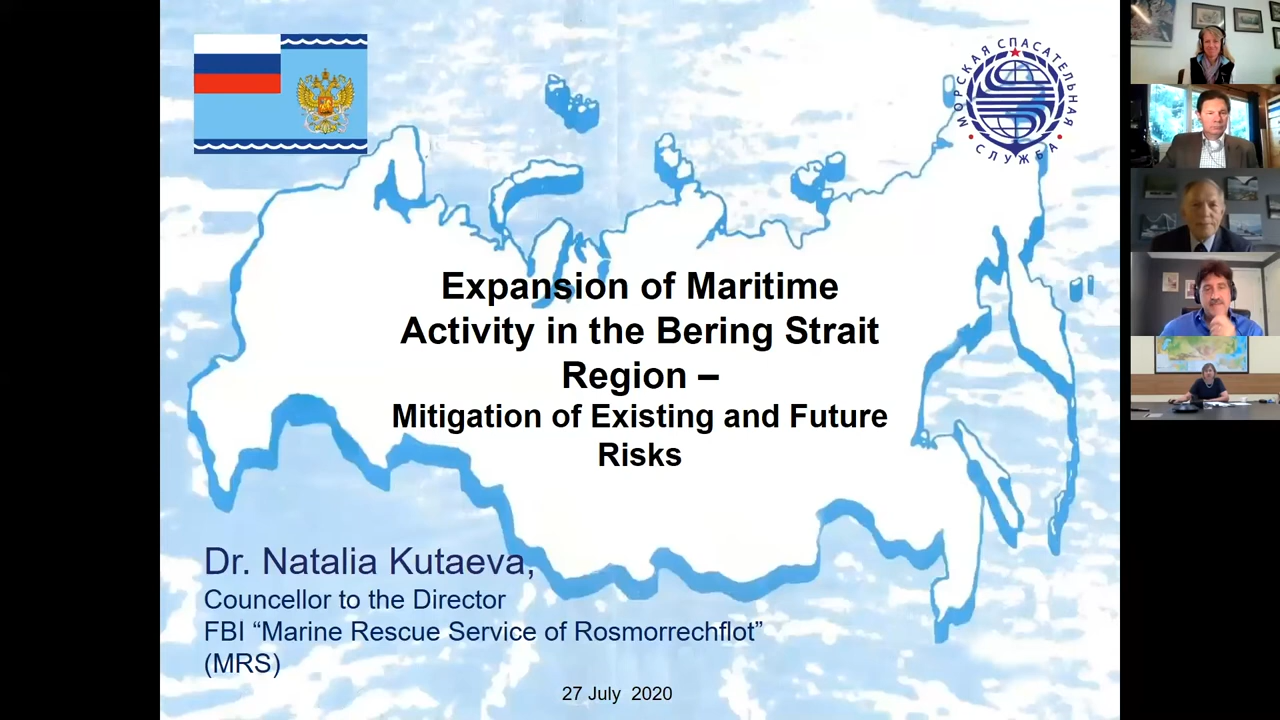 МОРСКАЯ СПАСАТЕЛЬНАЯ
СЛУЖБА
Expansion of Maritime
Activity in the Bering Strait
Region –
Mitigation of Existing and Future
Risks
Dr. Natalia Kutaeva,
Councellor to the Director
FBI “Marine Rescue Service of Rosmorrechflot”
(MRS)
27 July 2020